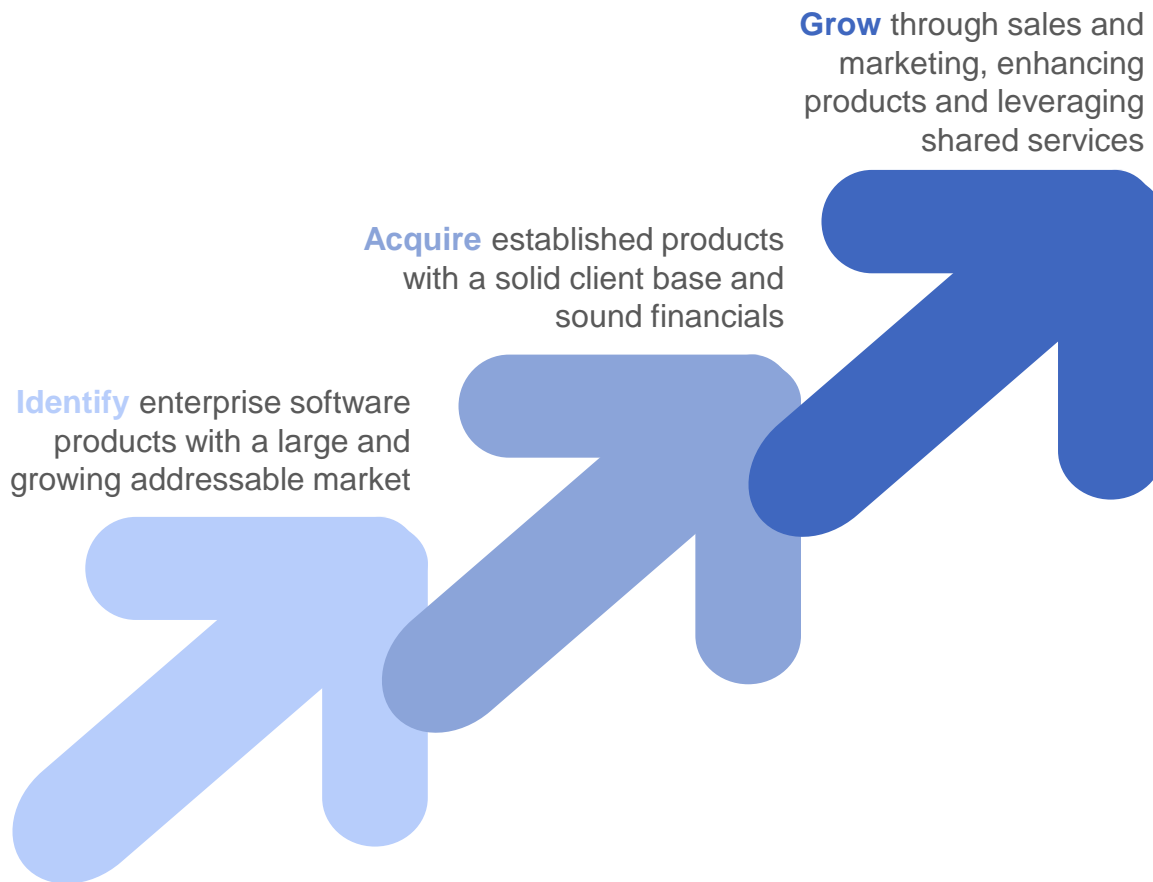 Grow through sales and
marketing, enhancing
products and leveraging
shared services
Acquire established products
with a solid client base and
sound financials
Identify enterprise software
products with a large and
growing addressable market